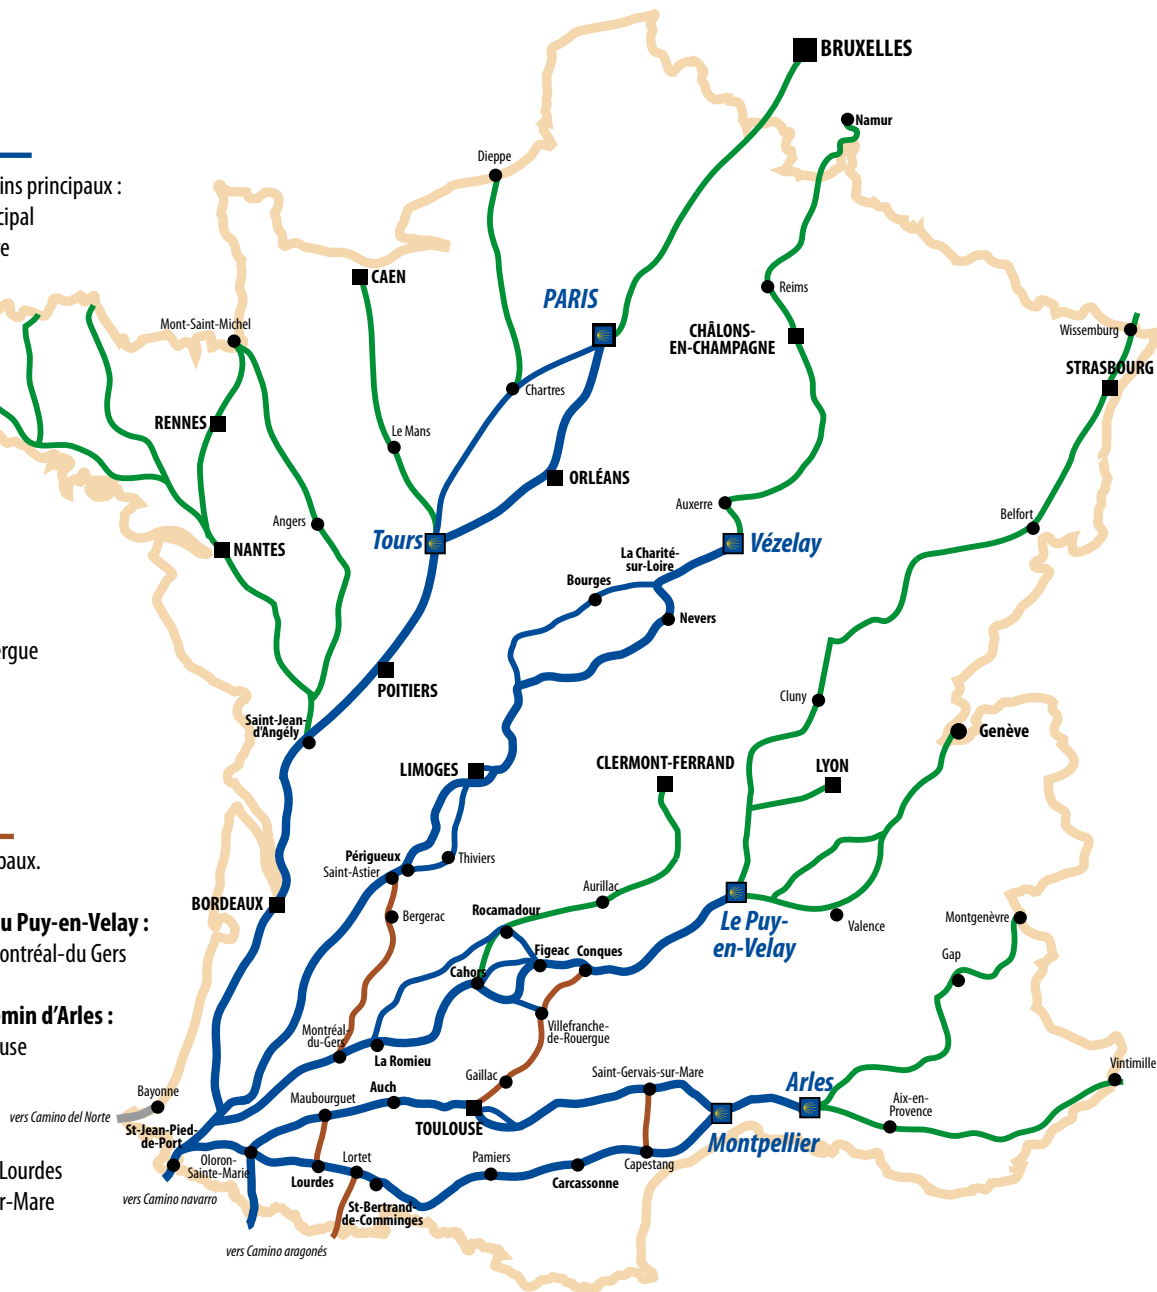 BRUXELLES
Namur
Dieppe
ins principaux :
cipal
re
CAEN
PARIS
Reims
Mont-Saint-Michel
CHÂLONS-
EN-CHAMPAGNE
Wissemburg
STRASBOURG
Chartres
RENNES
Le Mans
ORLÉANS
Auxerre
Belfort
Angers
NANTES
Tours
Vézelay
La Charité-
sur-Loire
Bourges
Nevers
ergue
POITIERS
Cluny
Saint-Jean-
d'Angély
Genève
LIMOGES
CLERMONT-FERRAND
LYON
paux.
Périgueux
Saint-Astier
Thiviers
Aurillac
BORDEAUX
Bergerac
Rocamadour
Le Puy-
en-Velay
Valence
Montgenèvre
u Puy-en-Velay :
ontréal-du Gers
Figeac
Conques
Gap
Cahors
min d'Arles :
use
Montréal-
du-Gers
La Romieu
Villefranche-
de-Rouergue
Vintimille
Gaillac
Saint-Gervais-sur-Mare
Arles
Bayonne
Maubourguet
Auch
Aix-en-
Provence
vers Camino del Norte
St-Jean-Pied-
de-Port
TOULOUSE
Montpellier
Oloron-
Sainte-Marie
Lortet
Pamiers
Capestang
Lourdes
r-Mare
Lourdes
Carcassonne
vers Camino navarro
St-Bertrand-
de-Comminges
vers Camino aragonés